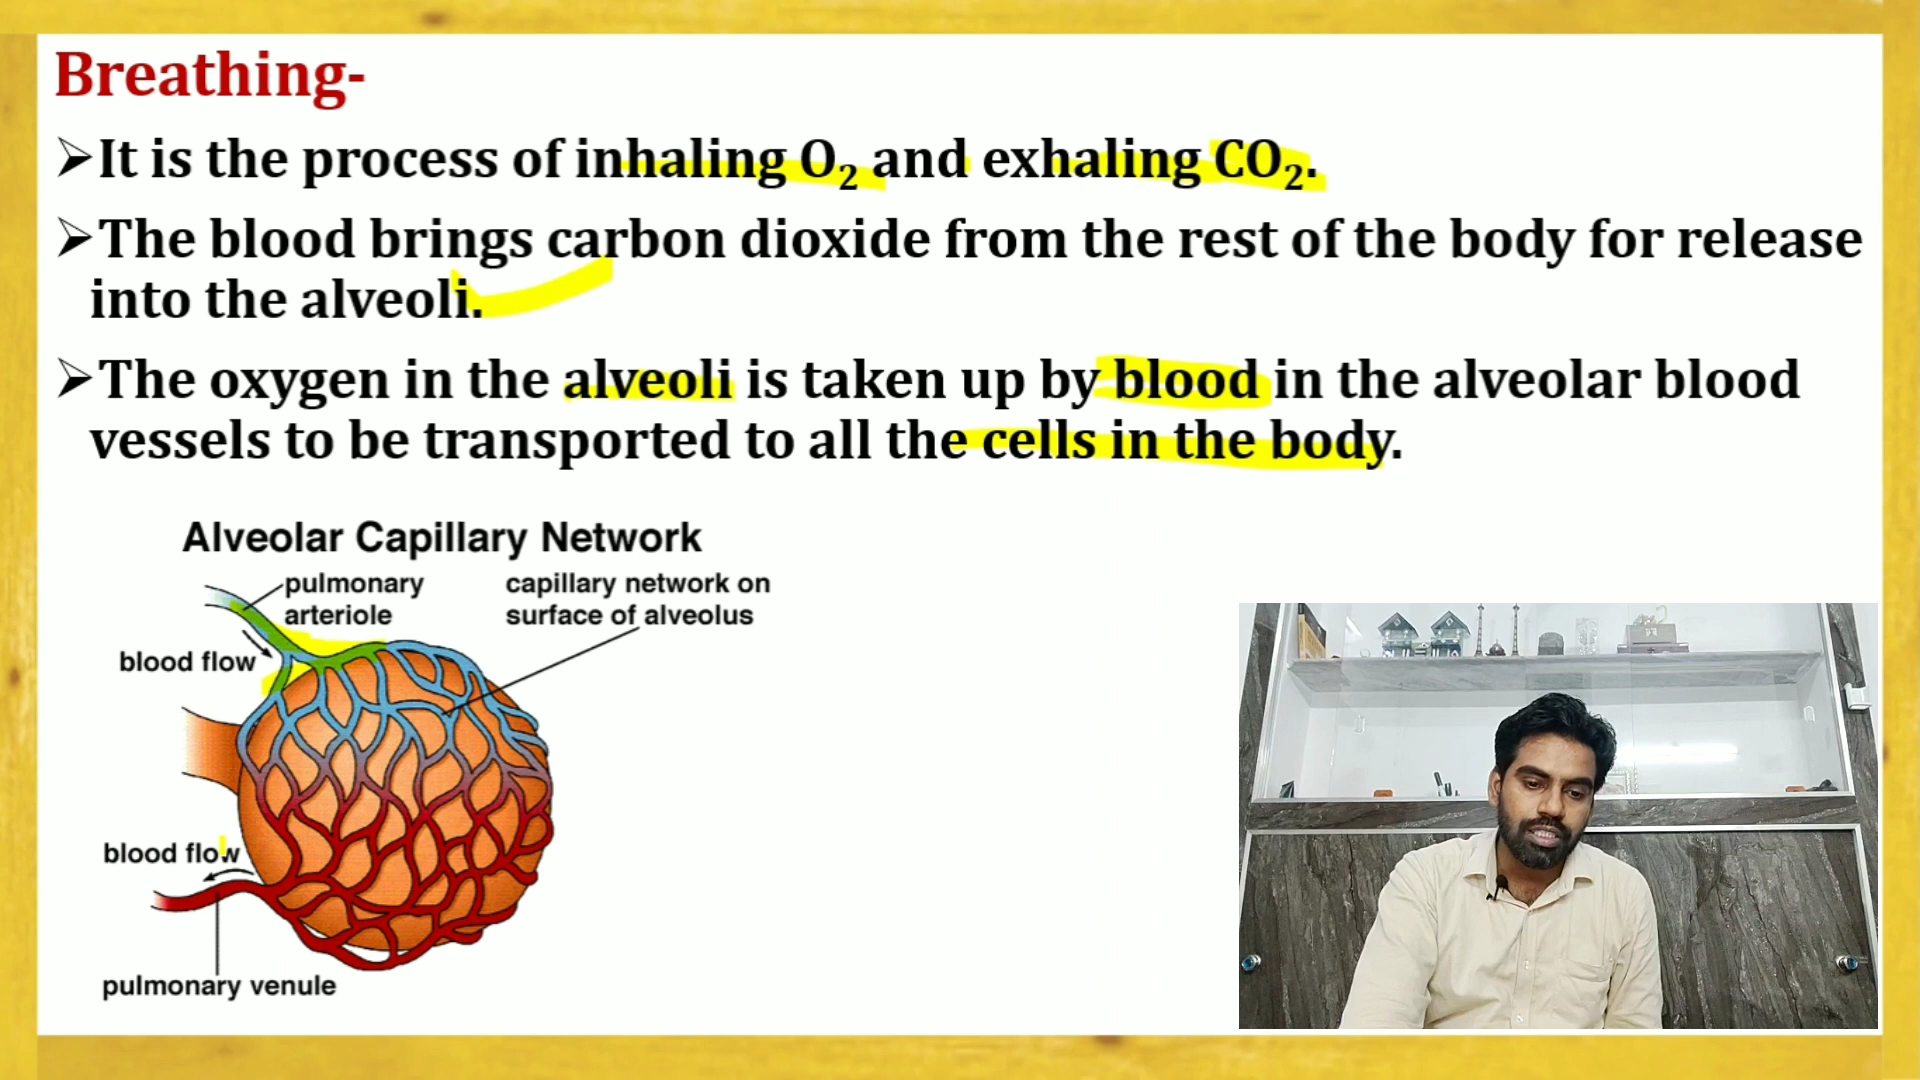 Breathing-
➢It is the process of inhaling O₂ and exhaling CO₂.
➢The blood brings carbon dioxide from the rest of the body for release
into the alveoli.
➢The oxygen in the alveoli is taken up by blood in the alveolar blood
vessels to be transported to all the cells in the body.
Alveolar Capillary Network
pulmonary
arteriole
capillary network on
surface of alveolus
blood flow
blood flow
pulmonary venule